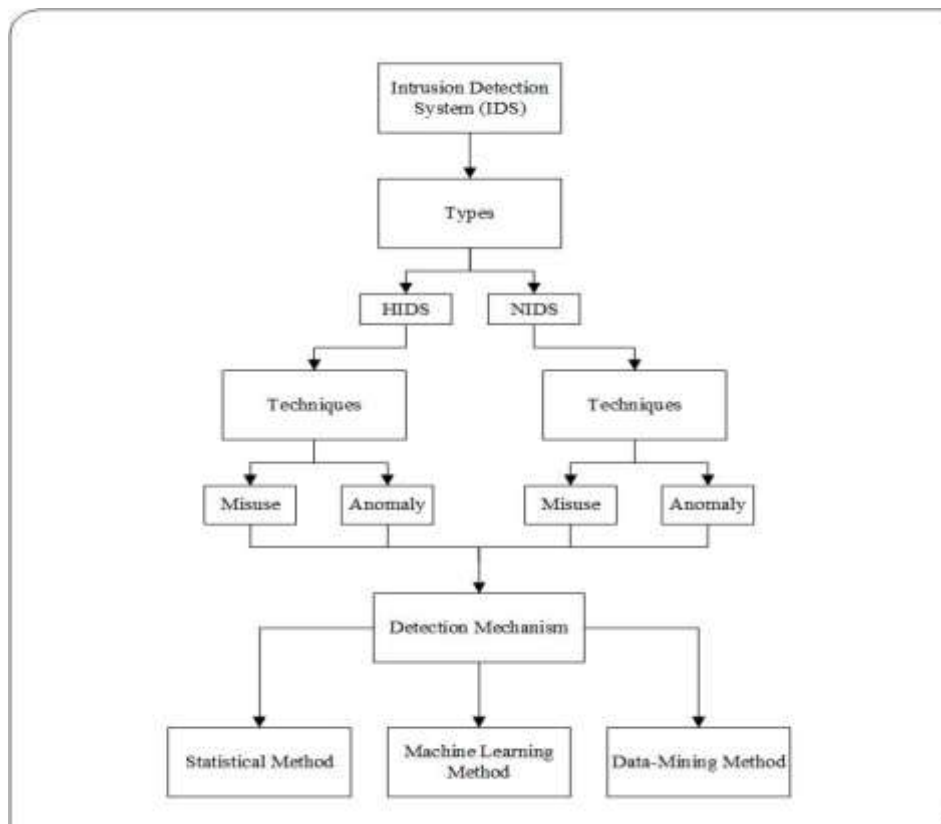 Intrusion Detection
System (IDS)
Types
HIDS
NIDS
Techniques
Techniques
Misuse
Anomaly
Misuse
Anomaly
Detection Mechanism
Statistical Method
Machine Learning
Method
Data-Mining Method